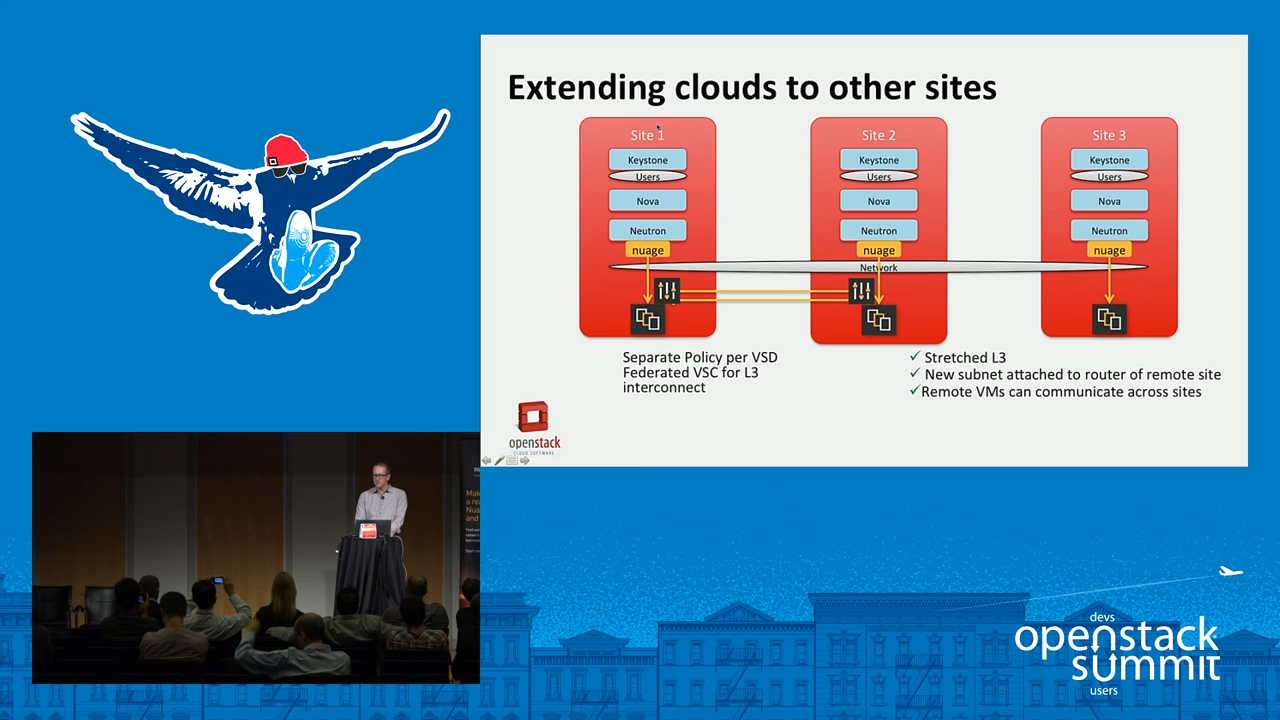 Extending clouds to other sites
Site 1
Keystone
Users
Nova
Neutron
nuage
Site 2
Keystone
Users
Nova
Neutron
nuage
Network
Site 3
Keystone
Users
Nova
Neutron
nuage
Separate Policy per VSD
Federated VSC for L3
interconnect
✓ Stretched L3
✓ New subnet attached to router of remote site
✓Remote VMs can communicate across sites
openstack
CLOUD SOFTWARE
devs
openstack
summit
users